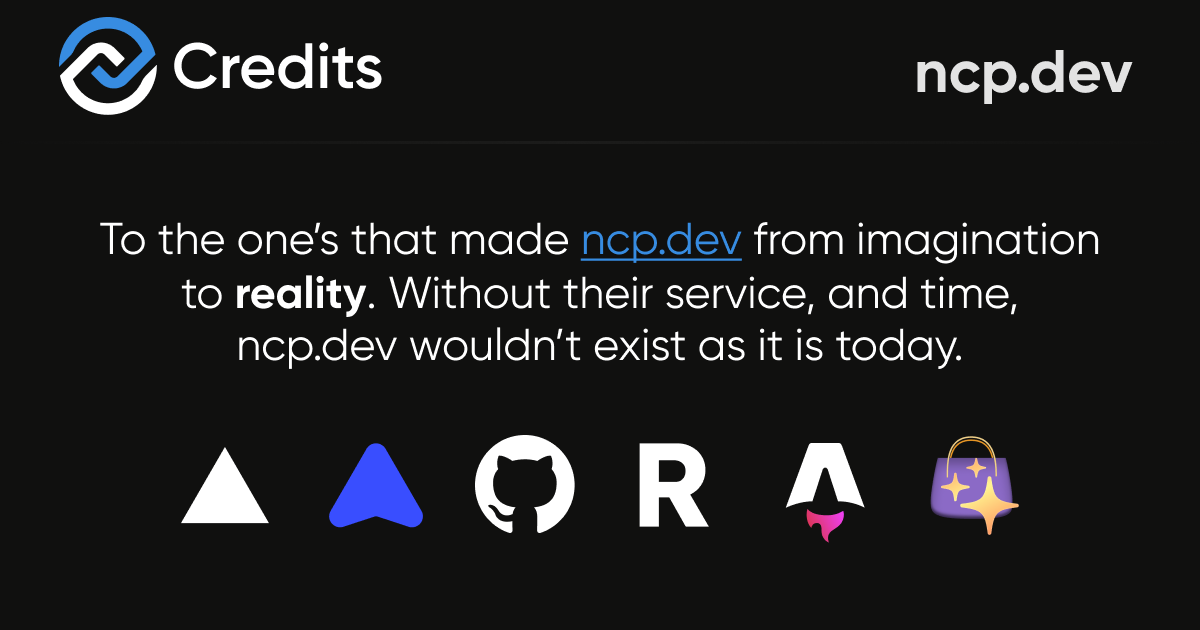 Credits
ncp.dev
To the one’s that made ncp.dev from imagination
to reality. Without their service, and time,
ncp.dev wouldn’t exist as it is today.
R